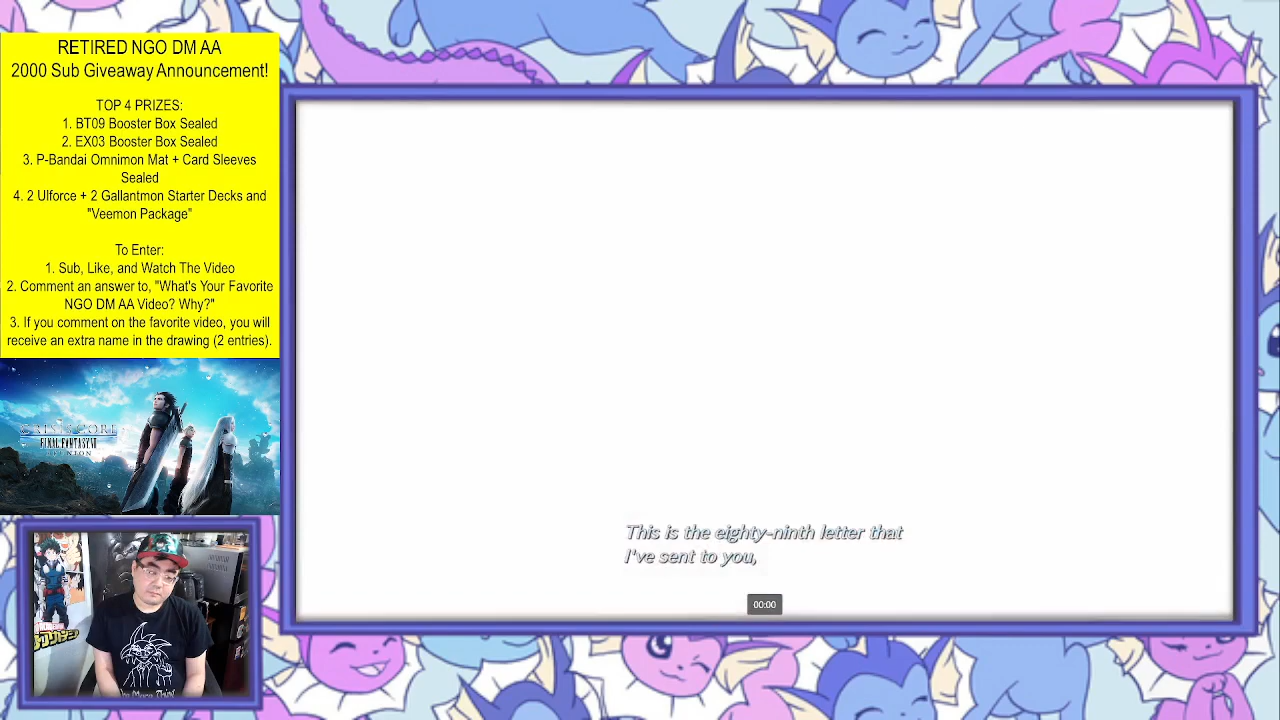 RETIRED NGO DM AA
2000 Sub Giveaway Announcement!
TOP 4 PRIZES:
1. BT09 Booster Box Sealed
2. EX03 Booster Box Sealed
3. P-Bandai Omnimon Mat + Card Sleeves
Sealed
4. 2 Ulforce + 2 Gallantmon Starter Decks and
"Veemon Package"
To Enter:
1. Sub, Like, and Watch The Video
2. Comment an answer to, "What's Your Favorite
NGO DM AA Video? Why?"
3. If you comment on the favorite video, you will
receive an extra name in the drawing (2 entries).
CRISIS CORE
FINAL FANTASY VII
REUNION
This is the eighty-ninth letter that
I've sent to you,
00:00